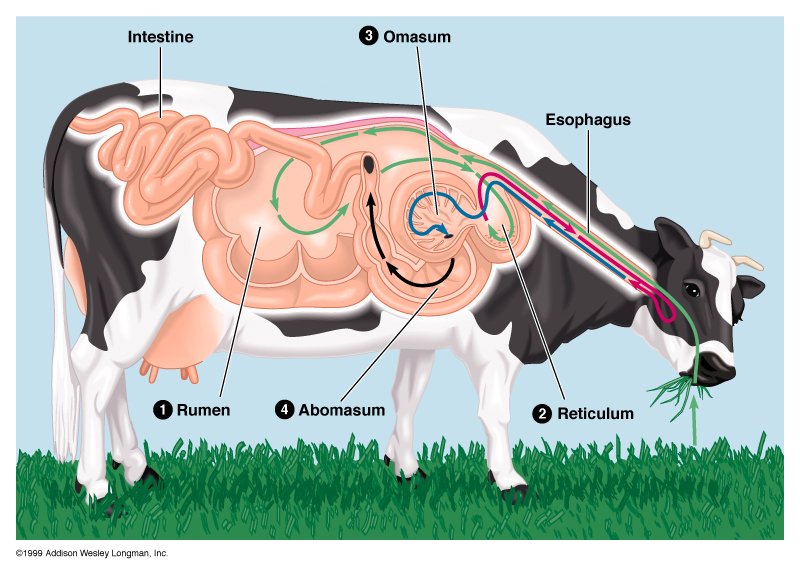 Intestine
3 Omasum
Esophagus
1 Rumen
4 Abomasum
2 Reticulum
©1999 Addison Wesley Longman, Inc.